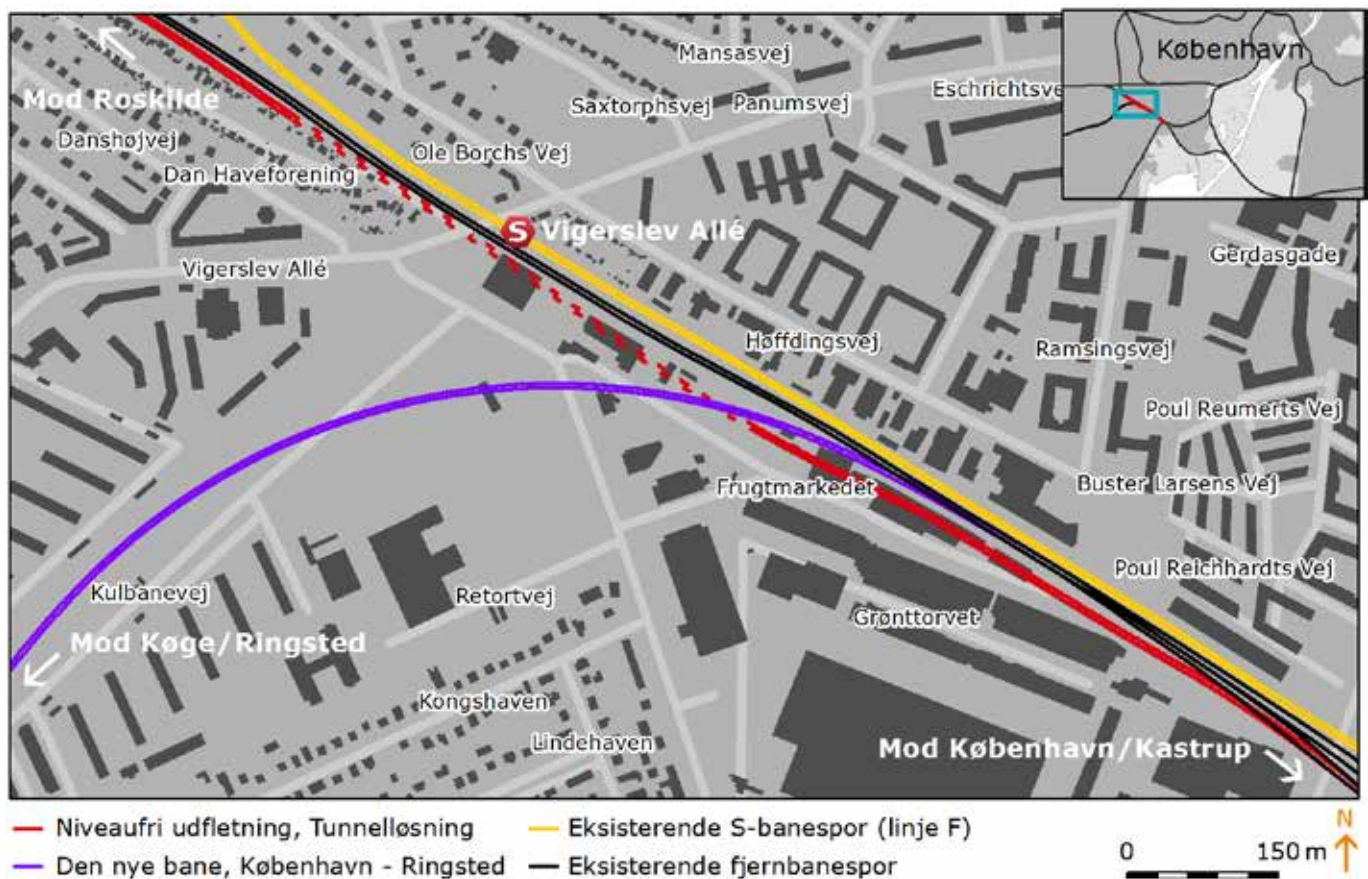 København
Mansasvej
Mod Roskilde
Saxtorphsvej
Panumsvej
Eschrichtsve
Danshøjvej
Ole Borchs Vej
Dan Haveforening
S Vigerslev Allé
Vigerslev Allé
Gerdasgade
Høffdingsvej
Ramsingsvej
Poul Reumerts Vej
Frugtmarkedet
Buster Larsens Vej
Poul Reichhardts Vej
Kulbanevej
Retortvej
Grønttorvet
Mod Køge/Ringsted
Kongshaven
Lindehaven
Mod København/Kastrup
Niveaufri udfletning, Tunnelløsning
Eksisterende S-banespor (linje F)
Den nye bane, København - Ringsted
Eksisterende fjernbanespor
0 150 m
N